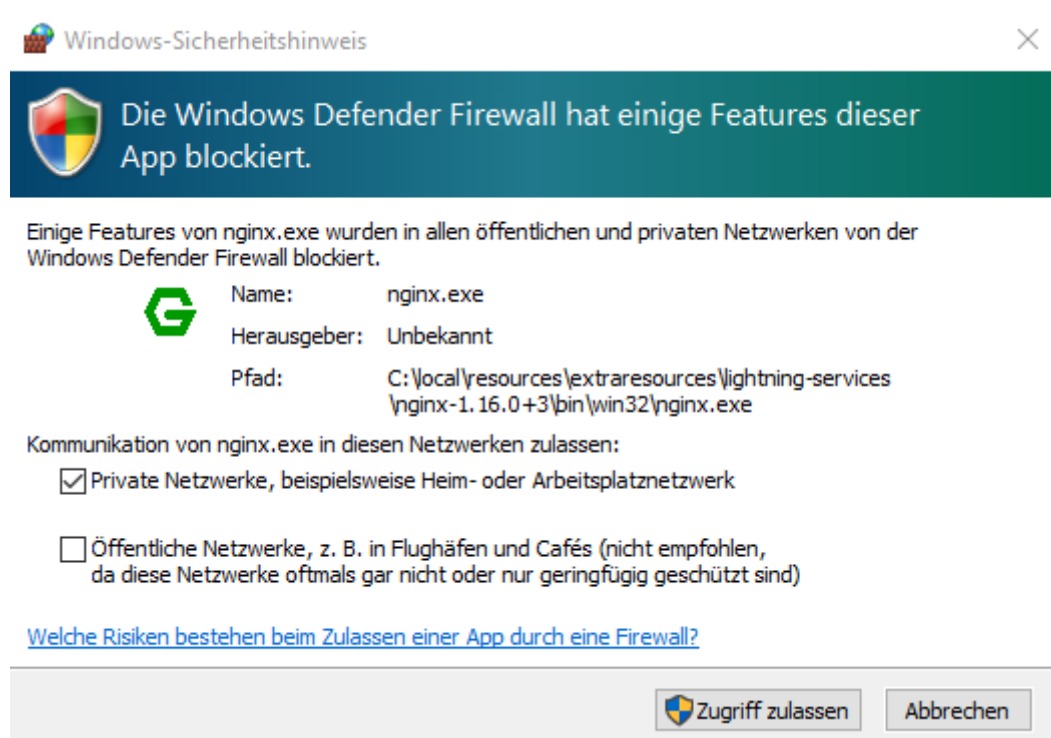 Windows-Sicherheitshinweis
Die Windows Defender Firewall hat einige Features dieser
App blockiert.
Einige Features von nginx.exe wurden in allen öffentlichen und privaten Netzwerken von der
Windows Defender Firewall blockiert.
Name: nginx.exe
Herausgeber: Unbekannt
Pfad: C:\local\resources\extraresources\lightning-services
\nginx-1.16.0+3\bin\win32\nginx.exe
Kommunikation von nginx.exe in diesen Netzwerken zulassen:
Private Netzwerke, beispielsweise Heim- oder Arbeitsplatznetzwerk
Öffentliche Netzwerke, z. B. in Flughäfen und Cafés (nicht empfohlen,
da diese Netzwerke oftmals gar nicht oder nur geringfügig geschützt sind)
Welche Risiken bestehen beim Zulassen einer App durch eine Firewall?
Zugriff zulassen Abbrechen